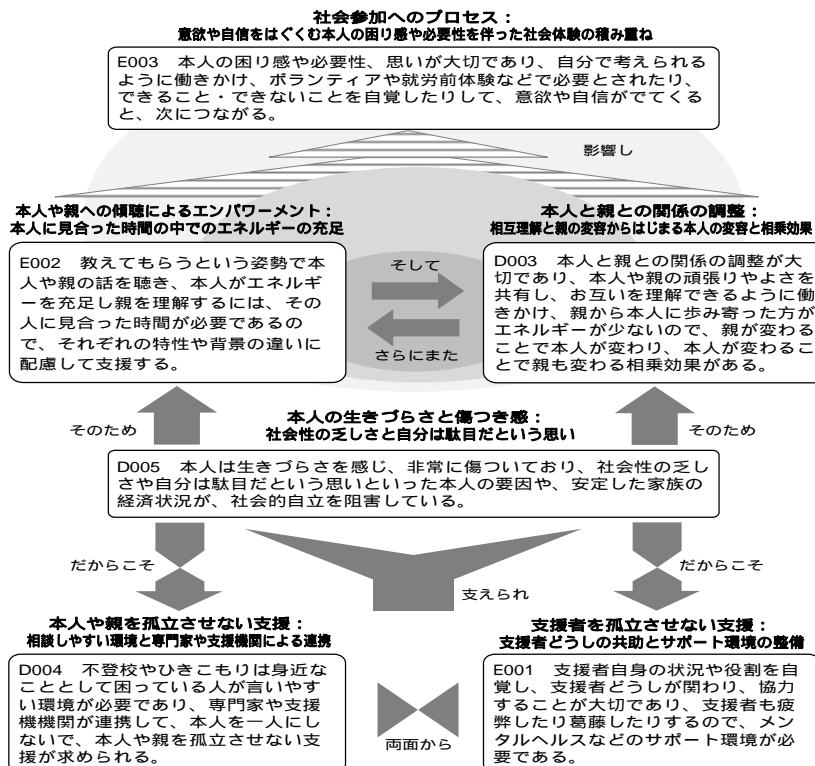 社会参加へのプロセス：
意欲や自信をはぐくむ本人の困り感や必要性を伴った社会体験の積み重ね
E003　本人の困り感や必要性、思いが大切であり、自分で考えられる
ように働きかけ、ボランティアや就労前体験などで必要とされたり、
できること・できないことを自覚したりして、意欲や自信がでてくる
と、次につながる。
影響し
本人や親への傾聴によるエンパワーメント：
本人に見合った時間の中でのエネルギーの充足
E002　教えてもらうという姿勢で本
人や親の話を聴き、本人がエネルギ
ーを充足し親を理解するには、その
人に見合った時間が必要であるの
で、それぞれの特性や背景の違いに
配慮して支援する。
そして
さらにまた
本人と親との関係の調整：
相互理解と親の変容からはじまる本人の変容と相乗効果
D003　本人と親との関係の調整が大
切であり、本人や親の頑張りやよさを
共有し、お互いを理解できるように働
きかけ、親から本人に歩み寄った方が
エネルギーが少ないので、親が変わる
ことで本人が変わり、本人が変わるこ
とで親も変わる相乗効果がある。
そのため
本人の生きづらさと傷つき感：
社会性の乏しさと自分は駄目だという思い
そのため
D005　本人は生きづらさを感じ、非常に傷ついており、社会性の乏し
さや自分は駄目だという思いといった本人の要因や、安定した家族の
経済状況が、社会的自立を阻害している。
だからこそ
支えられ
だからこそ
本人や親を孤立させない支援：
相談しやすい環境と専門家や支援機関による連携
D004　不登校やひきこもりは身近な
こととして困っている人が言いやす
い環境が必要であり、専門家や支援
機機関が連携して、本人を一人にし
ないで、本人や親を孤立させない支
援が求められる。
両面から
支援者を孤立させない支援：
支援者どうしの共助とサポート環境の整備
E001　支援者自身の状況や役割を自
覚し、支援者どうしが関わり、協力
することが大切であり、支援者も疲
弊したり葛藤したりするので、メン
タルヘルスなどのサポート環境が必
要である。